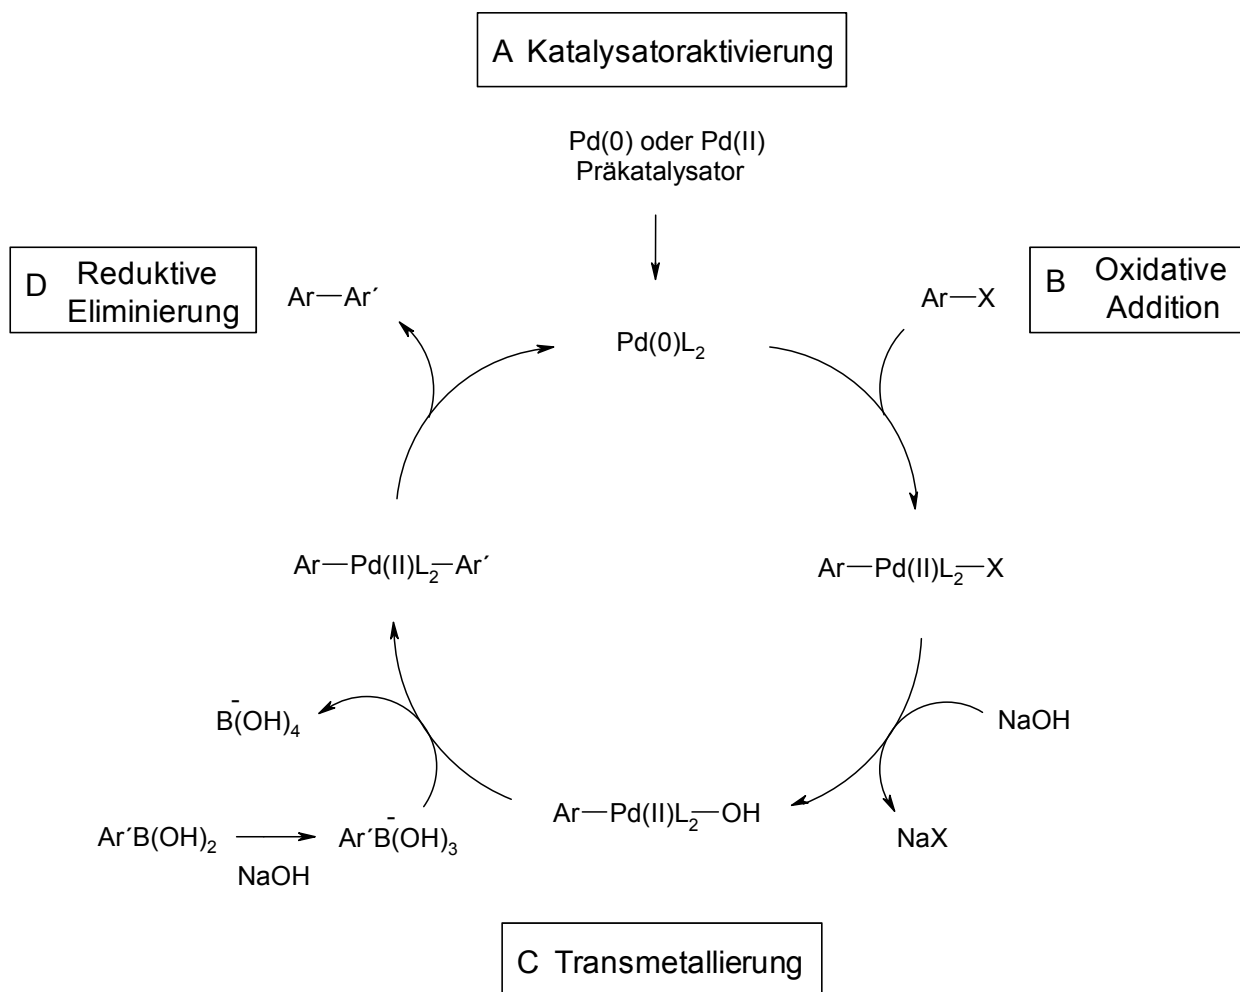 A Katalysatoraktivierung
Pd(0) oder Pd(II)
Präkatalysator
D Reduktive
Eliminierung
Ar—Ar´
Ar—X
B Oxidative
Addition
Pd(0)L₂
Ar—Pd(II)L₂—Ar´
Ar—Pd(II)L₂—X
B̄(OH)₄
NaOH
Ar—Pd(II)L₂—OH
Ar´B(OH)₂
NaOH
Ar´B̄(OH)₃
NaX
C Transmetallierung